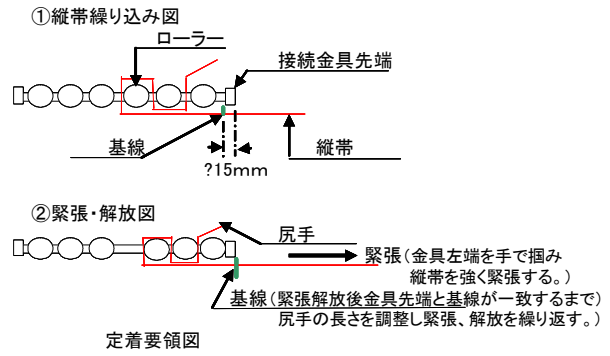 ①縦帯繰り込み図
ローラー
接続金具先端
基線
縦帯
?15mm
②緊張・解放図
尻手
緊張(金具左端を手で掴み
縦帯を強く緊張する。)
基線(緊張解放後金具先端と基線が一致するまで)
尻手の長さを調整し緊張、解放を繰り返す。)
定着要領図